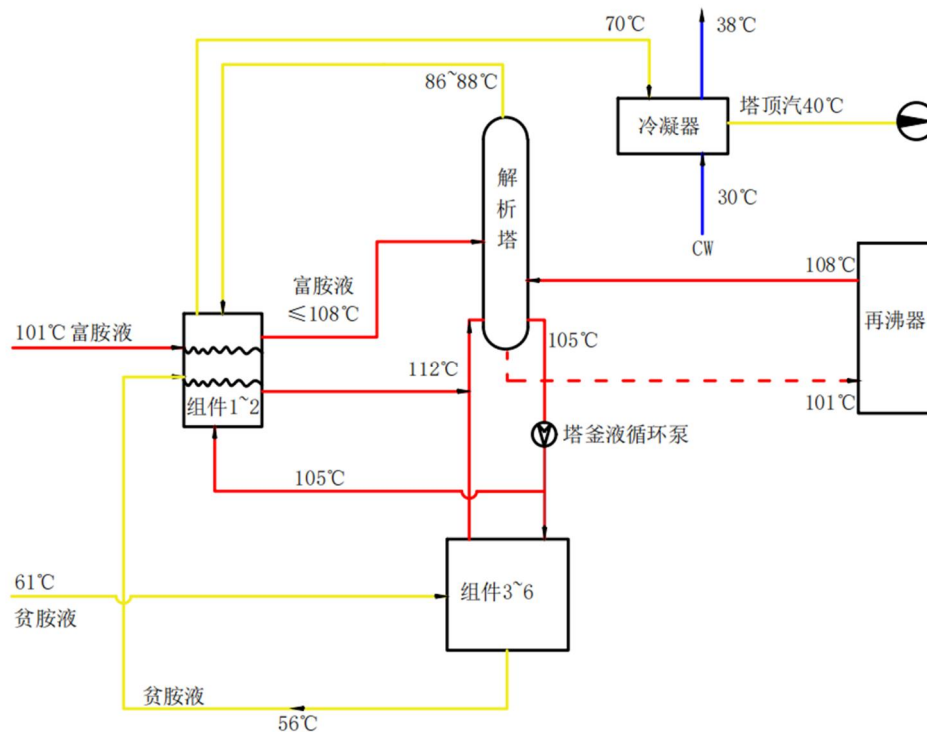 70℃
38℃
86~88℃
塔顶汽40℃
冷凝器
30℃
CW
解
析
塔
108℃
富胺液
≤108℃
再沸器
101℃ 富胺液
105℃
112℃
101℃
组件1~2
塔釜液循环泵
105℃
61℃
组件3~6
贫胺液
贫胺液
56℃